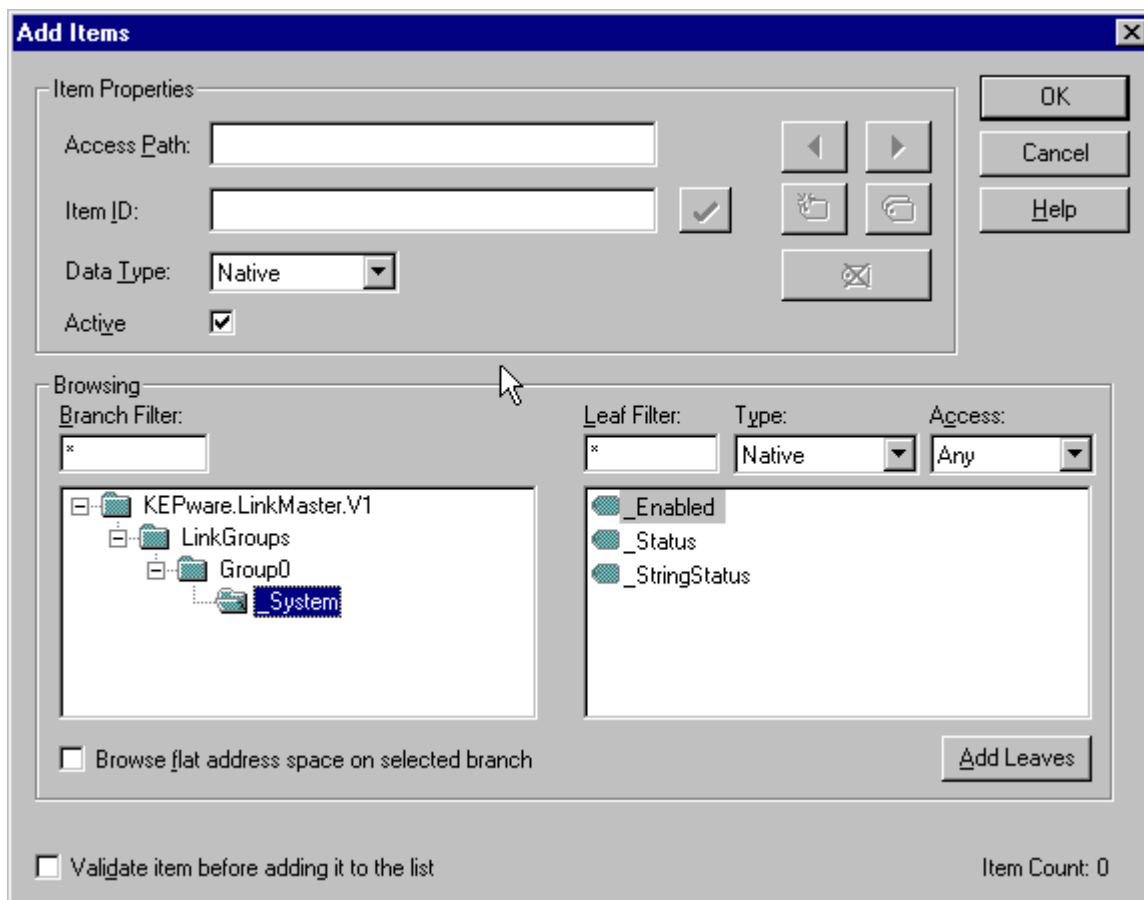 Add Items
Item Properties
Access Path:
Item ID:
Data Type: Native
Active
OK
Cancel
Help
Browsing
Branch Filter:
*
Leaf Filter: Type: Access:
* Native Any
KEPware.LinkMaster.V1
LinkGroups
Group0
_System
_Enabled
_Status
_StringStatus
Browse flat address space on selected branch
Add Leaves
Validate item before adding it to the list
Item Count: 0